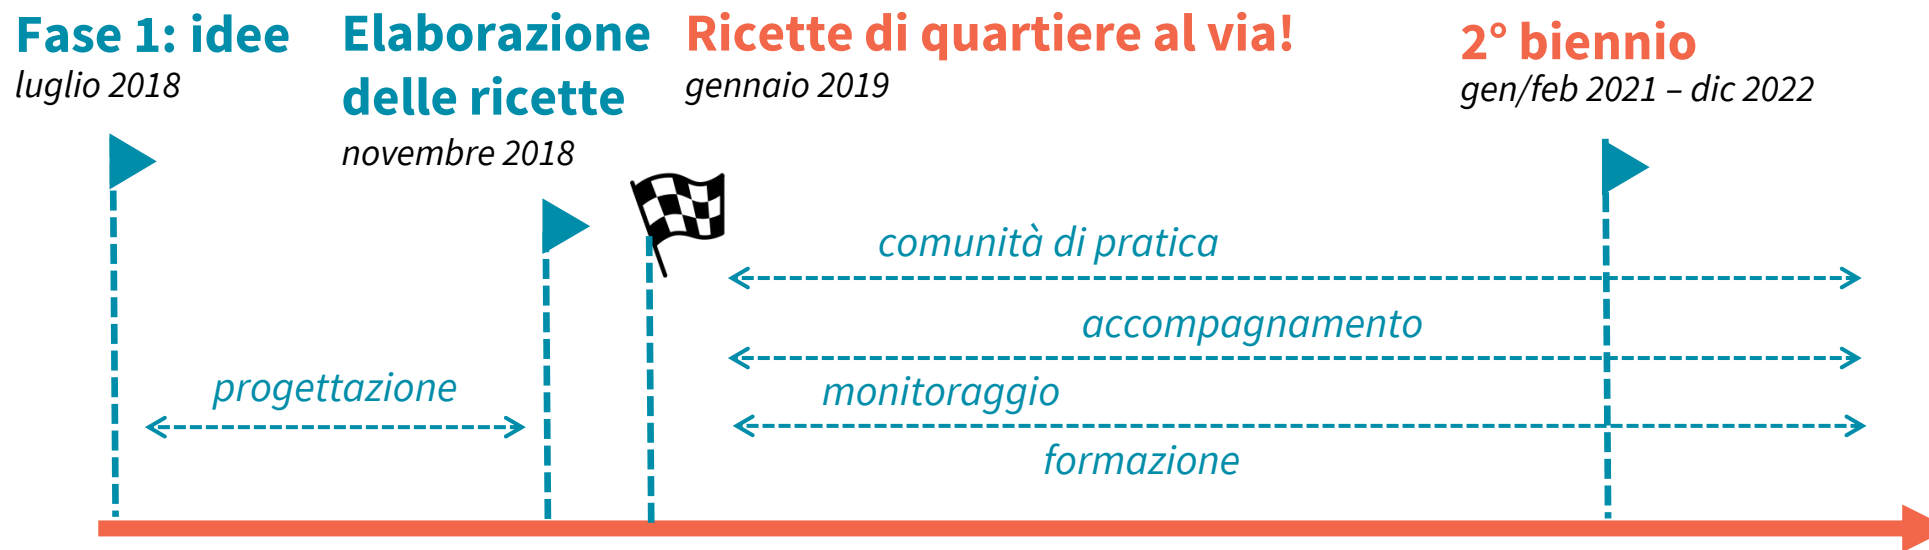 Fase 1: idee
luglio 2018
Elaborazione
delle ricette
novembre 2018
Ricette di quartiere al via!
gennaio 2019
2° biennio
gen/feb 2021 – dic 2022
comunità di pratica
accompagnamento
progettazione
monitoraggio
formazione